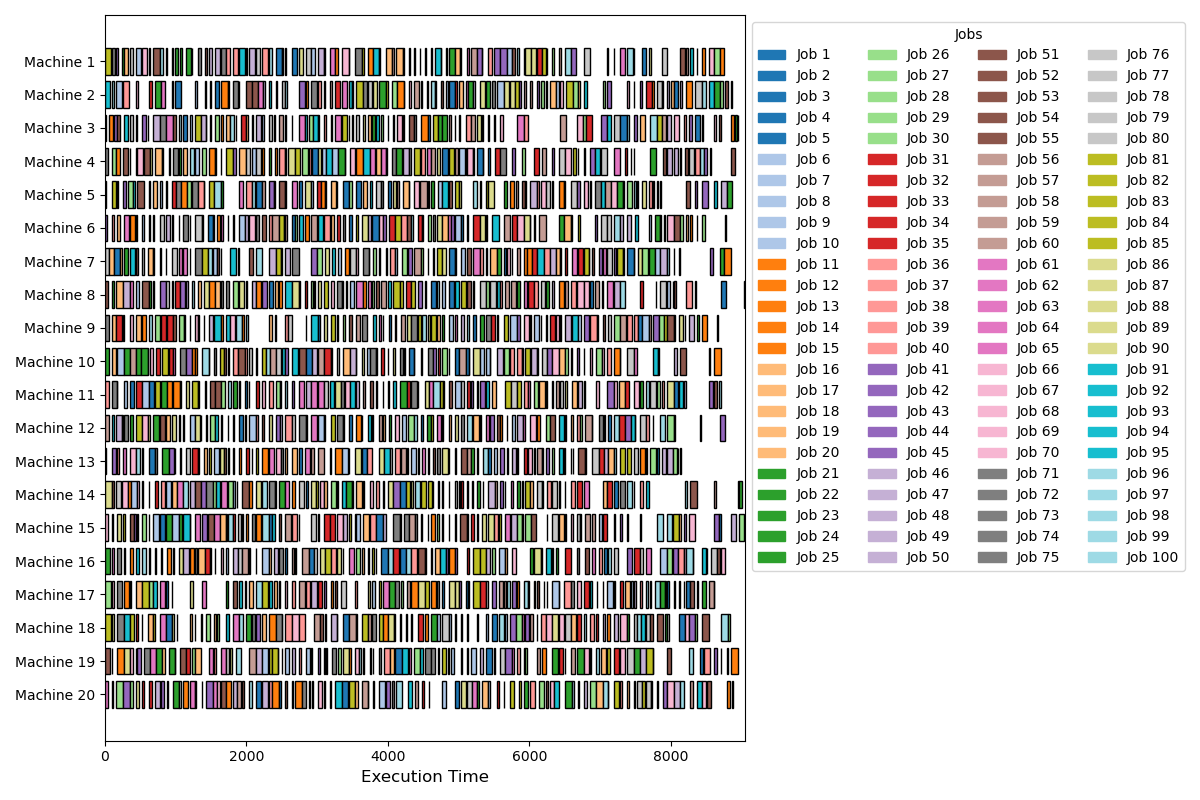 Machine 1
Machine 2
Machine 3
Machine 4
Machine 5
Machine 6
Machine 7
Machine 8
Machine 9
Machine 10
Machine 11
Machine 12
Machine 13
Machine 14
Machine 15
Machine 16
Machine 17
Machine 18
Machine 19
Machine 20
0 2000 4000 6000 8000
Execution Time
Jobs
Job 1 Job 26 Job 51 Job 76
Job 2 Job 27 Job 52 Job 77
Job 3 Job 28 Job 53 Job 78
Job 4 Job 29 Job 54 Job 79
Job 5 Job 30 Job 55 Job 80
Job 6 Job 31 Job 56 Job 81
Job 7 Job 32 Job 57 Job 82
Job 8 Job 33 Job 58 Job 83
Job 9 Job 34 Job 59 Job 84
Job 10 Job 35 Job 60 Job 85
Job 11 Job 36 Job 61 Job 86
Job 12 Job 37 Job 62 Job 87
Job 13 Job 38 Job 63 Job 88
Job 14 Job 39 Job 64 Job 89
Job 15 Job 40 Job 65 Job 90
Job 16 Job 41 Job 66 Job 91
Job 17 Job 42 Job 67 Job 92
Job 18 Job 43 Job 68 Job 93
Job 19 Job 44 Job 69 Job 94
Job 20 Job 45 Job 70 Job 95
Job 21 Job 46 Job 71 Job 96
Job 22 Job 47 Job 72 Job 97
Job 23 Job 48 Job 73 Job 98
Job 24 Job 49 Job 74 Job 99
Job 25 Job 50 Job 75 Job 100